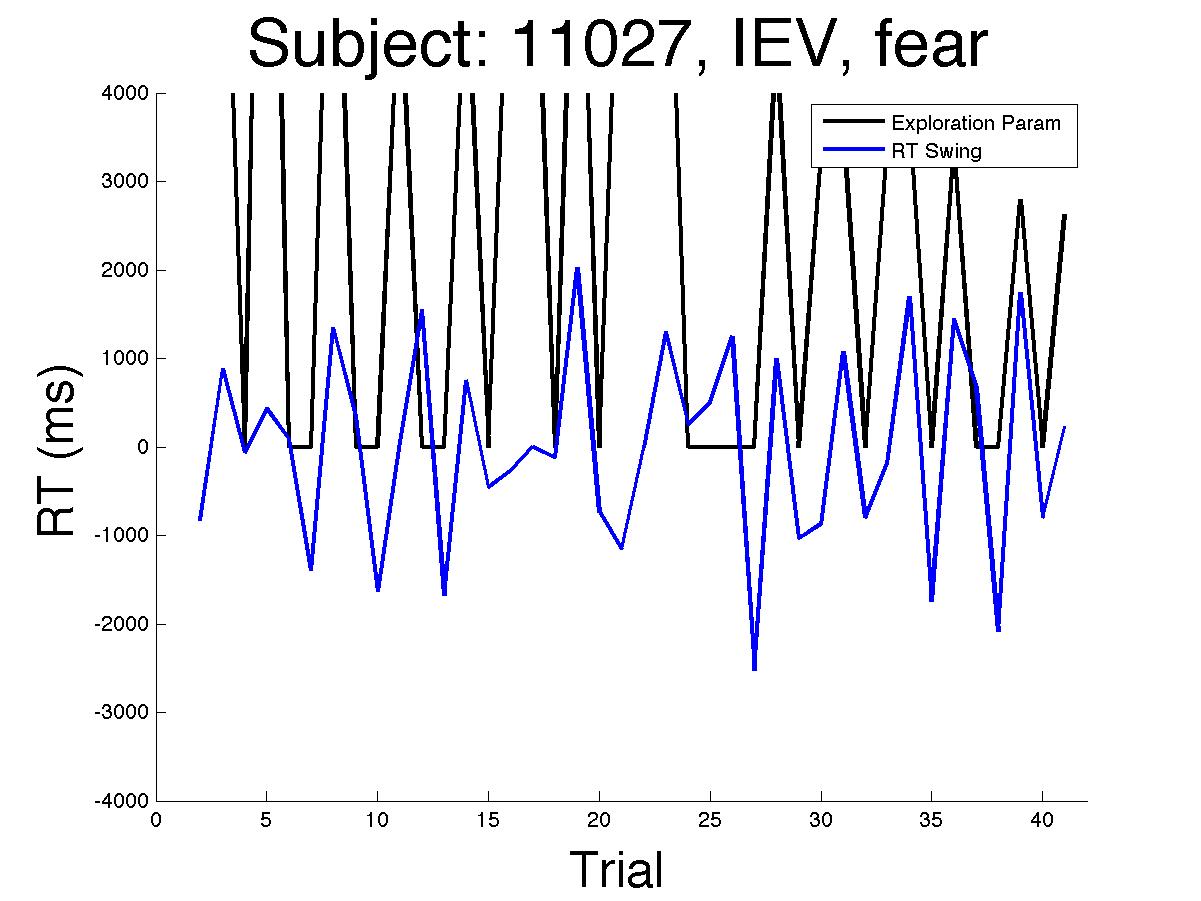 Subject: 11027, IEV, fear
4000
3000
2000
1000
0
-1000
-2000
-3000
-4000
RT (ms)
Exploration Param
RT Swing
0 5 10 15 20 25 30 35 40
Trial